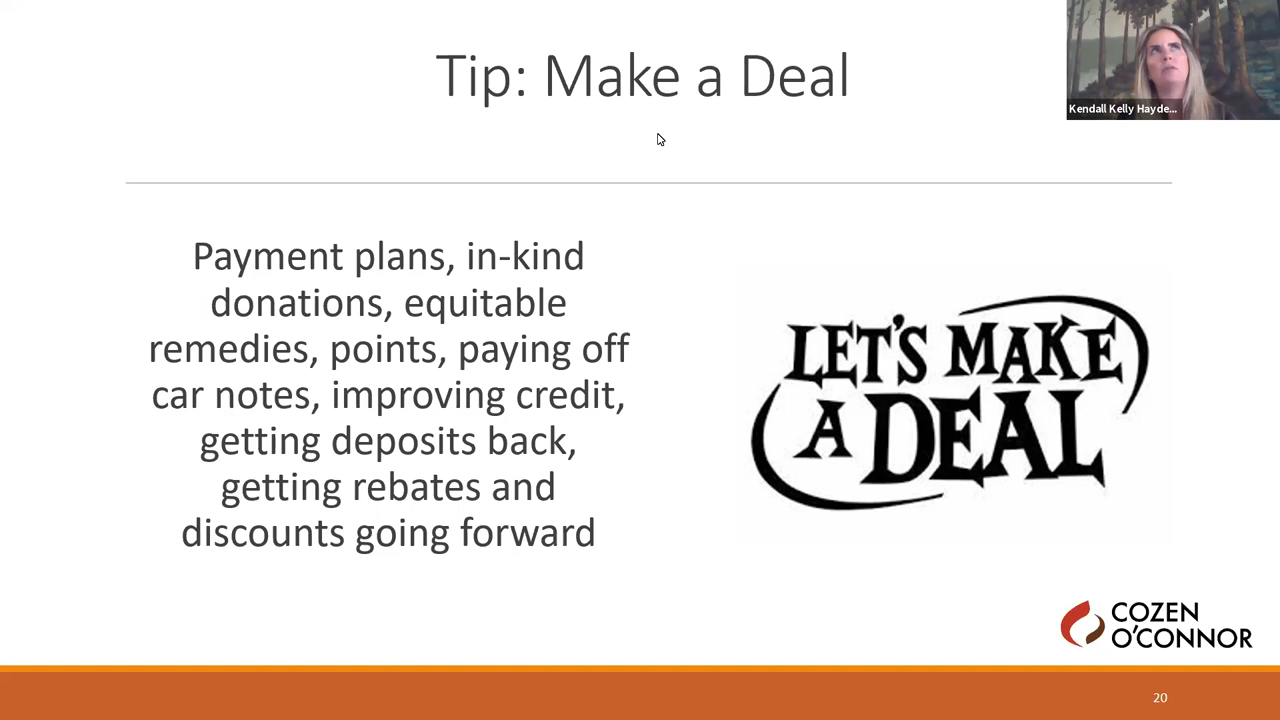 Tip: Make a Deal
Kendall Kelly Hayde...
Payment plans, in-kind
donations, equitable
remedies, points, paying off
car notes, improving credit,
getting deposits back,
getting rebates and
discounts going forward
LET'S MAKE
A DEAL
COZEN
O'CONNOR
20